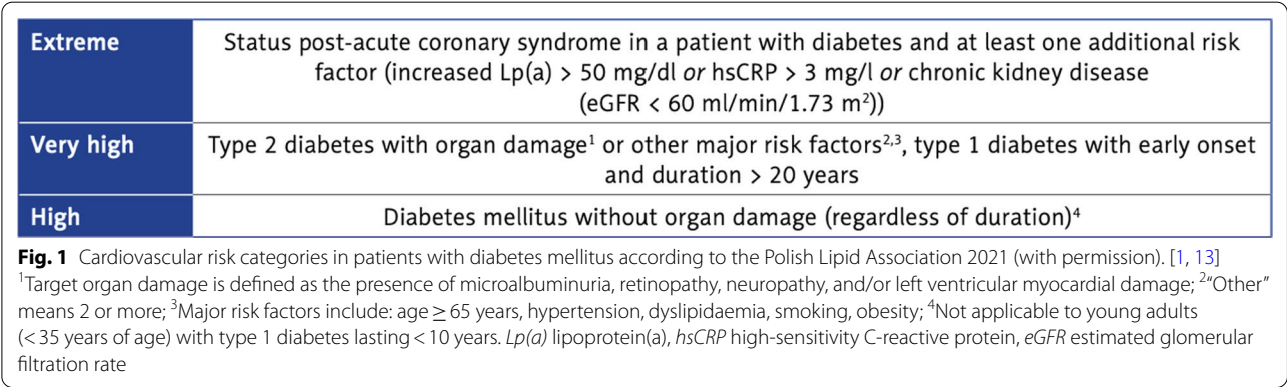 Extreme
Status post-acute coronary syndrome in a patient with diabetes and at least one additional risk
factor (increased Lp(a) > 50 mg/dl or hsCRP > 3 mg/l or chronic kidney disease
(eGFR < 60 ml/min/1.73 m²))
Very high
Type 2 diabetes with organ damage¹ or other major risk factors²,³, type 1 diabetes with early onset
and duration > 20 years
High
Diabetes mellitus without organ damage (regardless of duration)⁴
Fig. 1 Cardiovascular risk categories in patients with diabetes mellitus according to the Polish Lipid Association 2021 (with permission). [1, 13]
¹Target organ damage is defined as the presence of microalbuminuria, retinopathy, neuropathy, and/or left ventricular myocardial damage; ²“Other”
means 2 or more; ³Major risk factors include: age ≥ 65 years, hypertension, dyslipidaemia, smoking, obesity; ⁴Not applicable to young adults
(< 35 years of age) with type 1 diabetes lasting < 10 years. Lp(a) lipoprotein(a), hsCRP high-sensitivity C-reactive protein, eGFR estimated glomerular
filtration rate